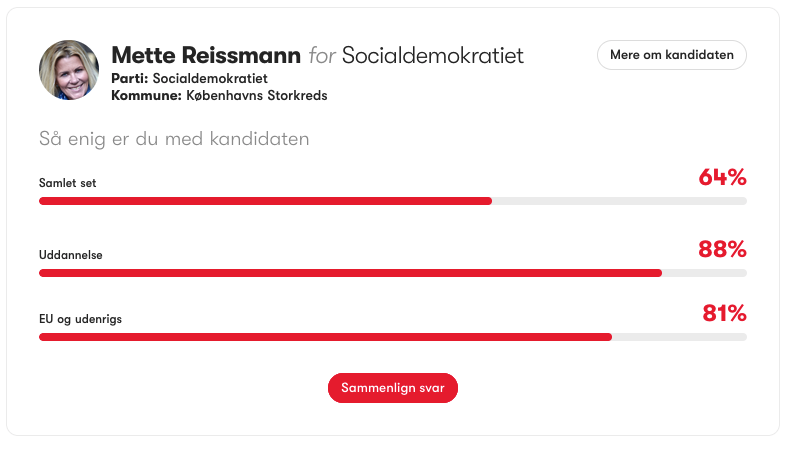 Mette Reissmann for Socialdemokratiet
Mere om kandidaten
Parti: Socialdemokratiet
Kommune: Københavns Storkreds
Så enig er du med kandidaten
Samlet set 64%
Uddannelse 88%
EU og udenrigs 81%
Sammenlign svar